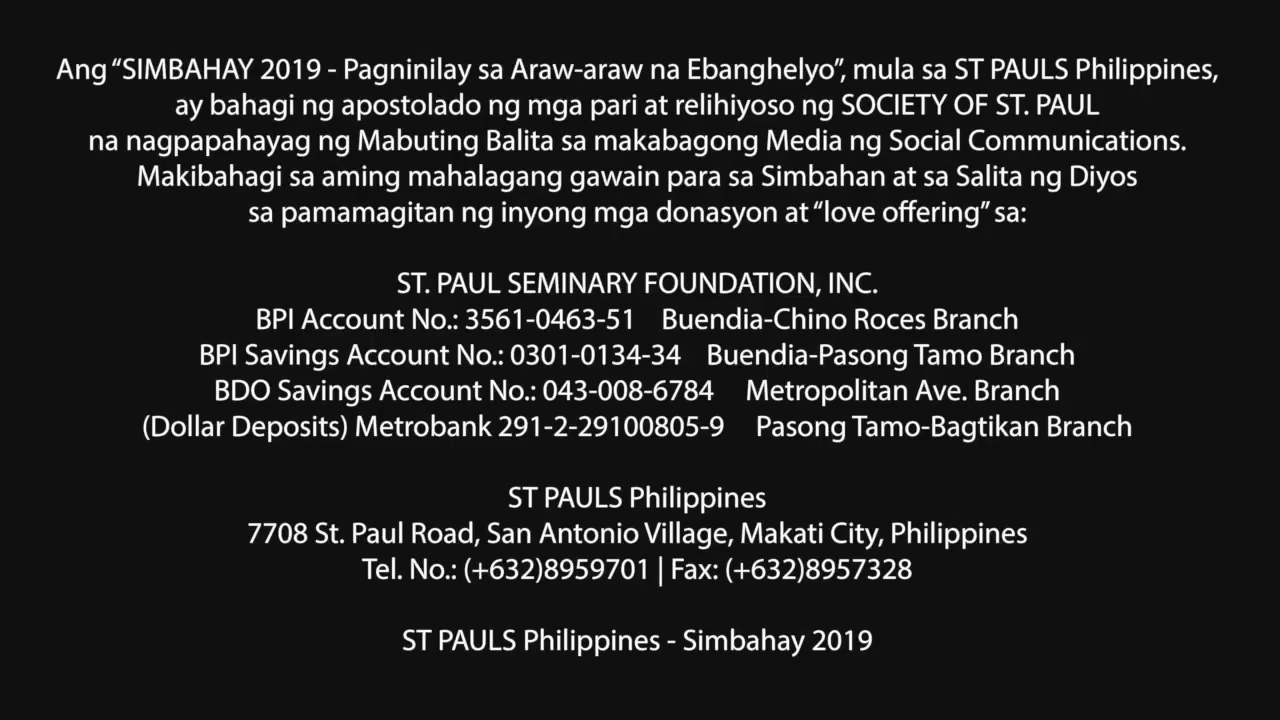 Ang “SIMBAHAY 2019 - Pagninilay sa Araw-araw na Ebanghelyo”, mula sa ST PAULS Philippines,
ay bahagi ng apostolado ng mga pari at relihiyoso ng SOCIETY OF ST. PAUL
na nagpapahayag ng Mabuting Balita sa makabagong Media ng Social Communications.
Makibahagi sa aming mahalagang gawain para sa Simbahan at sa Salita ng Diyos
sa pamamagitan ng inyong mga donasyon at “love offering” sa:
ST. PAUL SEMINARY FOUNDATION, INC.
BPI Account No.: 3561-0463-51 Buendia-Chino Roces Branch
BPI Savings Account No.: 0301-0134-34 Buendia-Pasong Tamo Branch
BDO Savings Account No.: 043-008-6784 Metropolitan Ave. Branch
(Dollar Deposits) Metrobank 291-2-29100805-9 Pasong Tamo-Bagtikan Branch
ST PAULS Philippines
7708 St. Paul Road, San Antonio Village, Makati City, Philippines
Tel. No.: (+632)8959701 | Fax: (+632)8957328
ST PAULS Philippines - Simbahay 2019